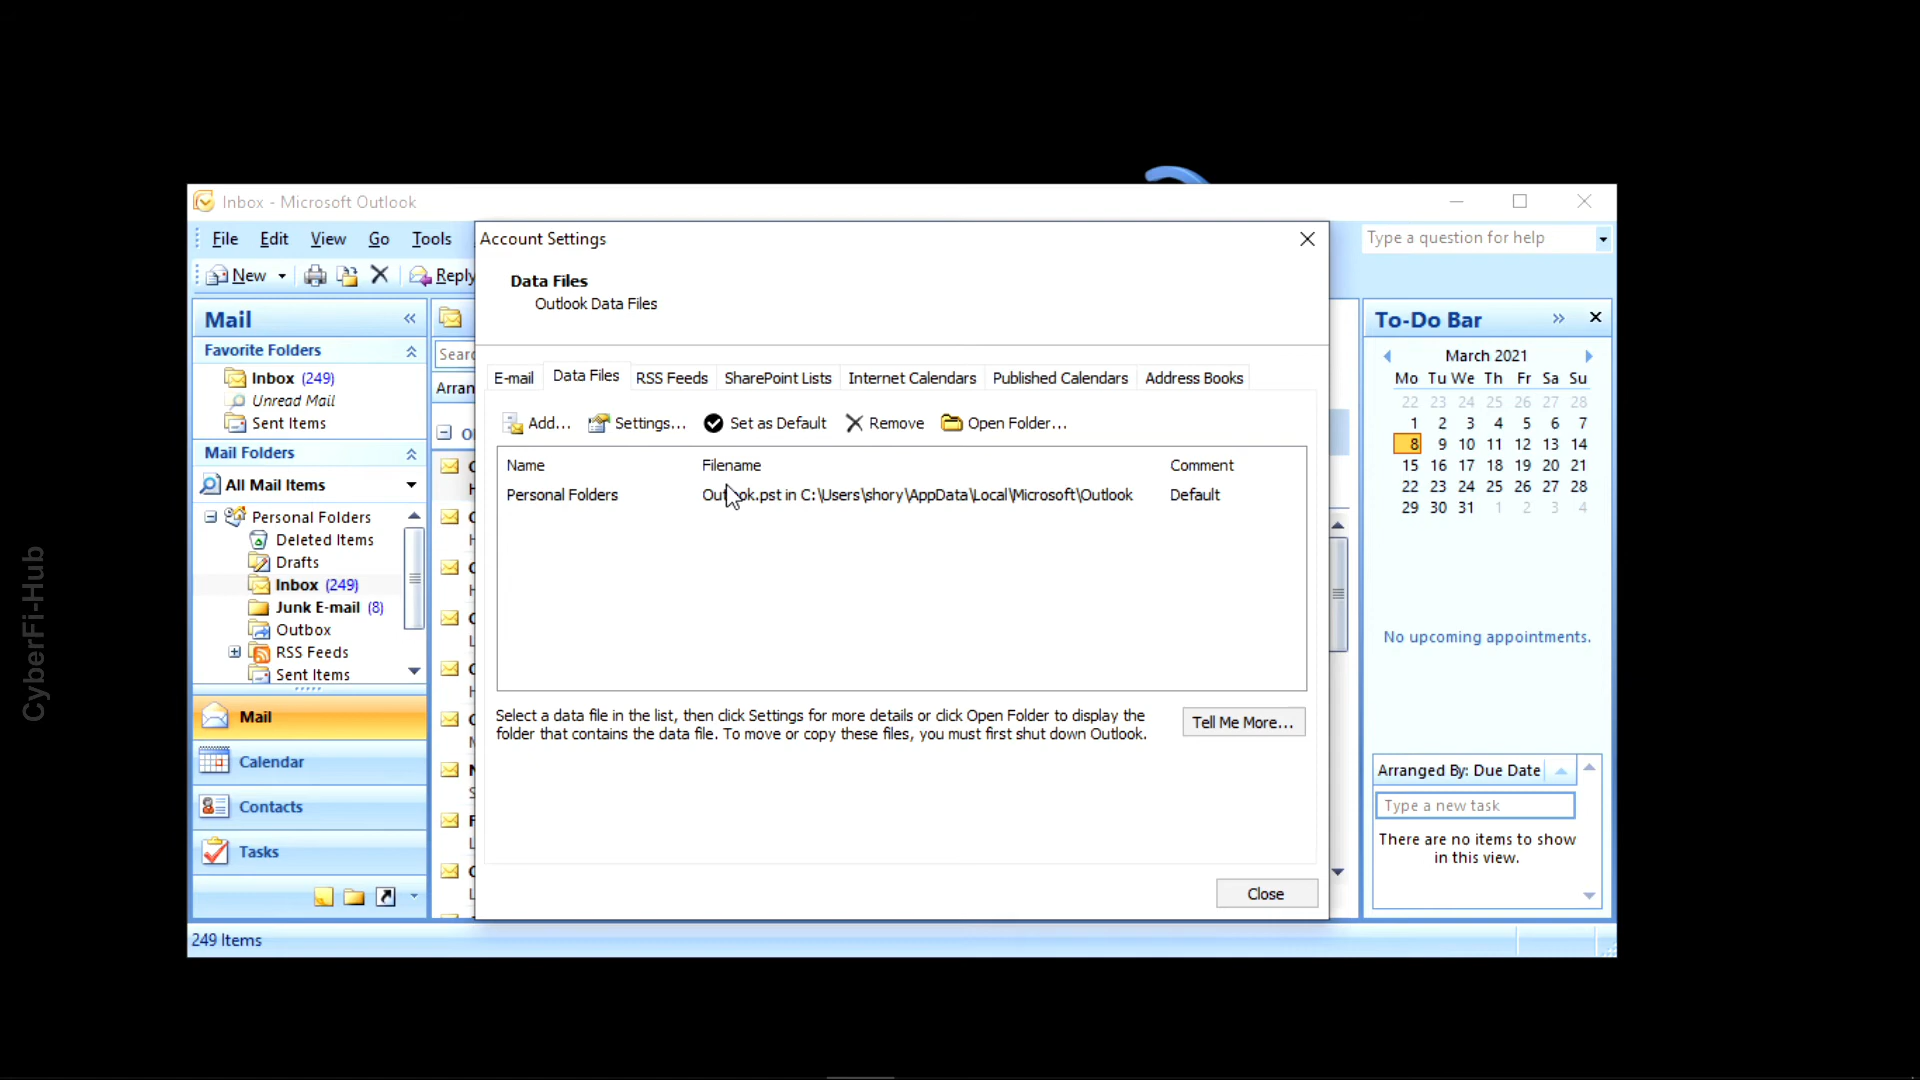 Inbox - Microsoft Outlook
File Edit View Go Tools
Type a question for help
New Reply
Mail
Favorite Folders
Inbox (249)
Unread Mail
Sent Items
Mail Folders
All Mail Items
Personal Folders
Deleted Items
Drafts
Inbox (249)
Junk E-mail (8)
Outbox
RSS Feeds
Sent Items
Mail
Calendar
Contacts
Tasks
249 Items
Account Settings
Data Files
Outlook Data Files
E-mail Data Files RSS Feeds SharePoint Lists Internet Calendars Published Calendars Address Books
Add... Settings... Set as Default Remove Open Folder...
Name Filename Comment
Personal Folders Outlook.pst in C:\Users\shory\AppData\Local\Microsoft\Outlook Default
Select a data file in the list, then click Settings for more details or click Open Folder to display the
folder that contains the data file. To move or copy these files, you must first shut down Outlook.
Tell Me More...
Close
To-Do Bar
March 2021
Mo Tu We Th Fr Sa Su
22 23 24 25 26 27 28
1 2 3 4 5 6 7
8 9 10 11 12 13 14
15 16 17 18 19 20 21
22 23 24 25 26 27 28
29 30 31 1 2 3 4
No upcoming appointments.
Arranged By: Due Date
Type a new task
There are no items to show
in this view.
CyberFi-Hub